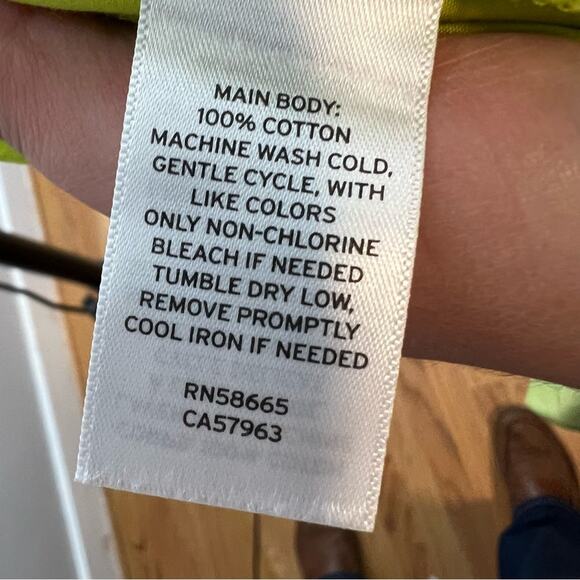 MAIN BODY:
100% COTTON
MACHINE WASH COLD,
GENTLE CYCLE, WITH
LIKE COLORS
ONLY NON-CHLORINE
BLEACH IF NEEDED
TUMBLE DRY LOW,
REMOVE PROMPTLY
COOL IRON IF NEEDED
RN58665
CA57963